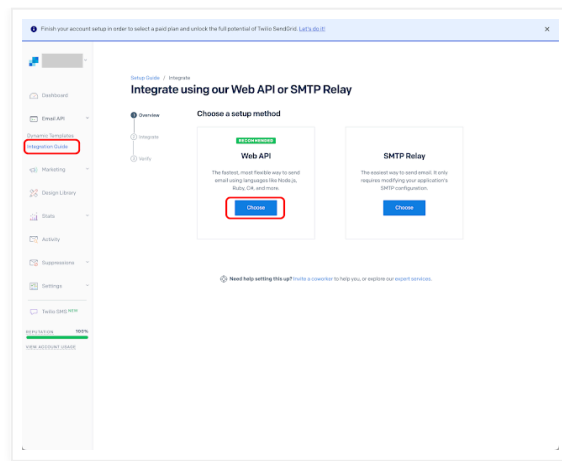 Finish your account setup in order to select a paid plan and unlock the full potential of Twilio SendGrid. Let's do it!
Setup Guide / Integrate
Integrate using our Web API or SMTP Relay
Dashboard
Email API
Dynamic Templates
Integration Guide
Marketing
Design Library
Stats
Activity
Suppressions
Settings
Twilio SMS NEW
REPUTATION 100%
VIEW ACCOUNT USAGE
1 Overview
2 Integrate
3 Verify
Choose a setup method
RECOMMENDED
Web API
The fastest, most flexible way to send
email using languages like Node.js,
Ruby, C#, and more.
Choose
SMTP Relay
The easiest way to send email. It only
requires modifying your application's
SMTP configuration.
Choose
Need help setting this up? Invite a coworker to help you, or explore our expert services.